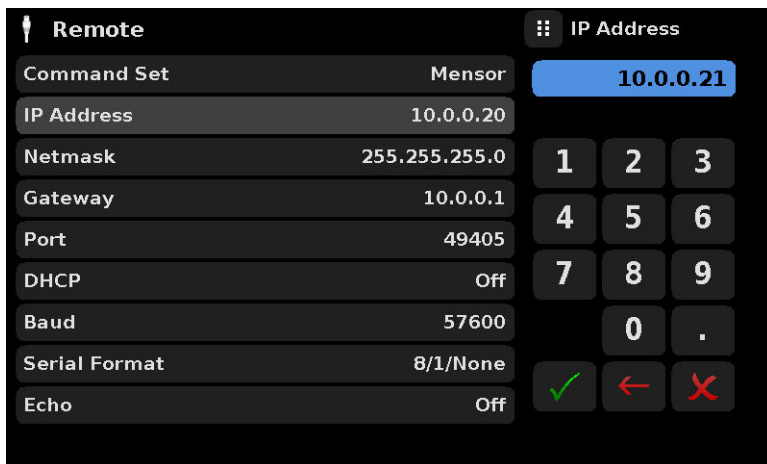 Remote
Command Set Mensor
IP Address 10.0.0.20
Netmask 255.255.255.0
Gateway 10.0.0.1
Port 49405
DHCP Off
Baud 57600
Serial Format 8/1/None
Echo Off
IP Address
10.0.0.21
1 2 3
4 5 6
7 8 9
0 .